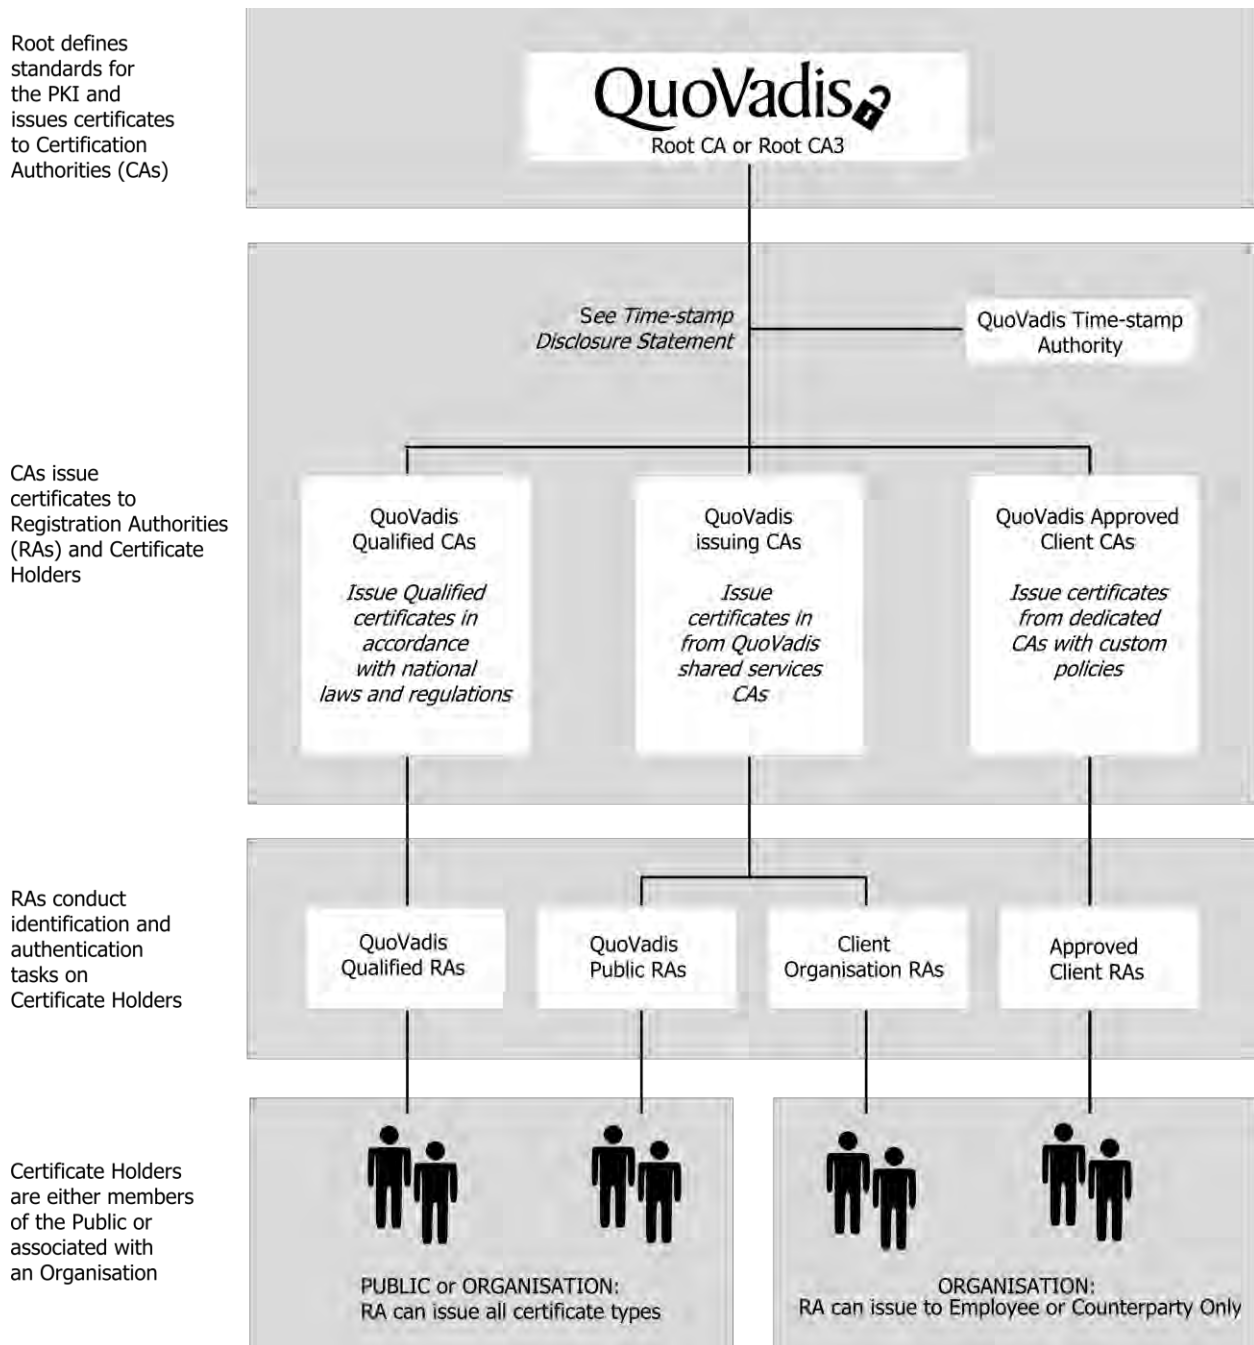 Root defines
standards for
the PKI and
issues certificates
to Certification
Authorities (CAs)
QuoVadis
Root CA or Root CA3
See Time-stamp
Disclosure Statement
QuoVadis Time-stamp
Authority
CAs issue
certificates to
Registration Authorities
(RAs) and Certificate
Holders
QuoVadis
Qualified CAs
Issue Qualified
certificates in
accordance
with national
laws and regulations
QuoVadis
issuing CAs
Issue
certificates in
from QuoVadis
shared services
CAs
QuoVadis Approved
Client CAs
Issue certificates
from dedicated
CAs with custom
policies
RAs conduct
identification and
authentication
tasks on
Certificate Holders
QuoVadis
Qualified RAs
QuoVadis
Public RAs
Client
Organisation RAs
Approved
Client RAs
Certificate Holders
are either members
of the Public or
associated with
an Organisation
PUBLIC or ORGANISATION:
RA can issue all certificate types
ORGANISATION:
RA can issue to Employee or Counterparty Only